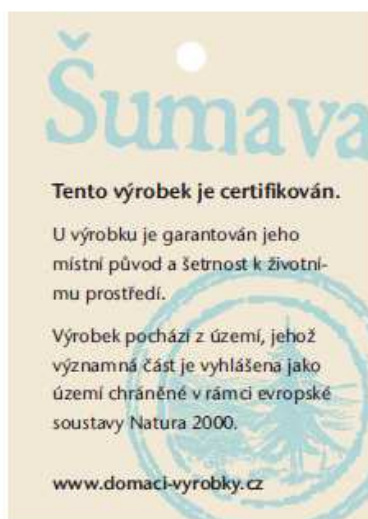 Šumava
Tento výrobek je certifikován.
U výrobku je garantován jeho
místní původ a šetrnost k životní-
mu prostředí.
Výrobek pochází z území, jehož
významná část je vyhlášena jako
území chráněné v rámci evropské
soustavy Natura 2000.
www.domaci-vyrobky.cz